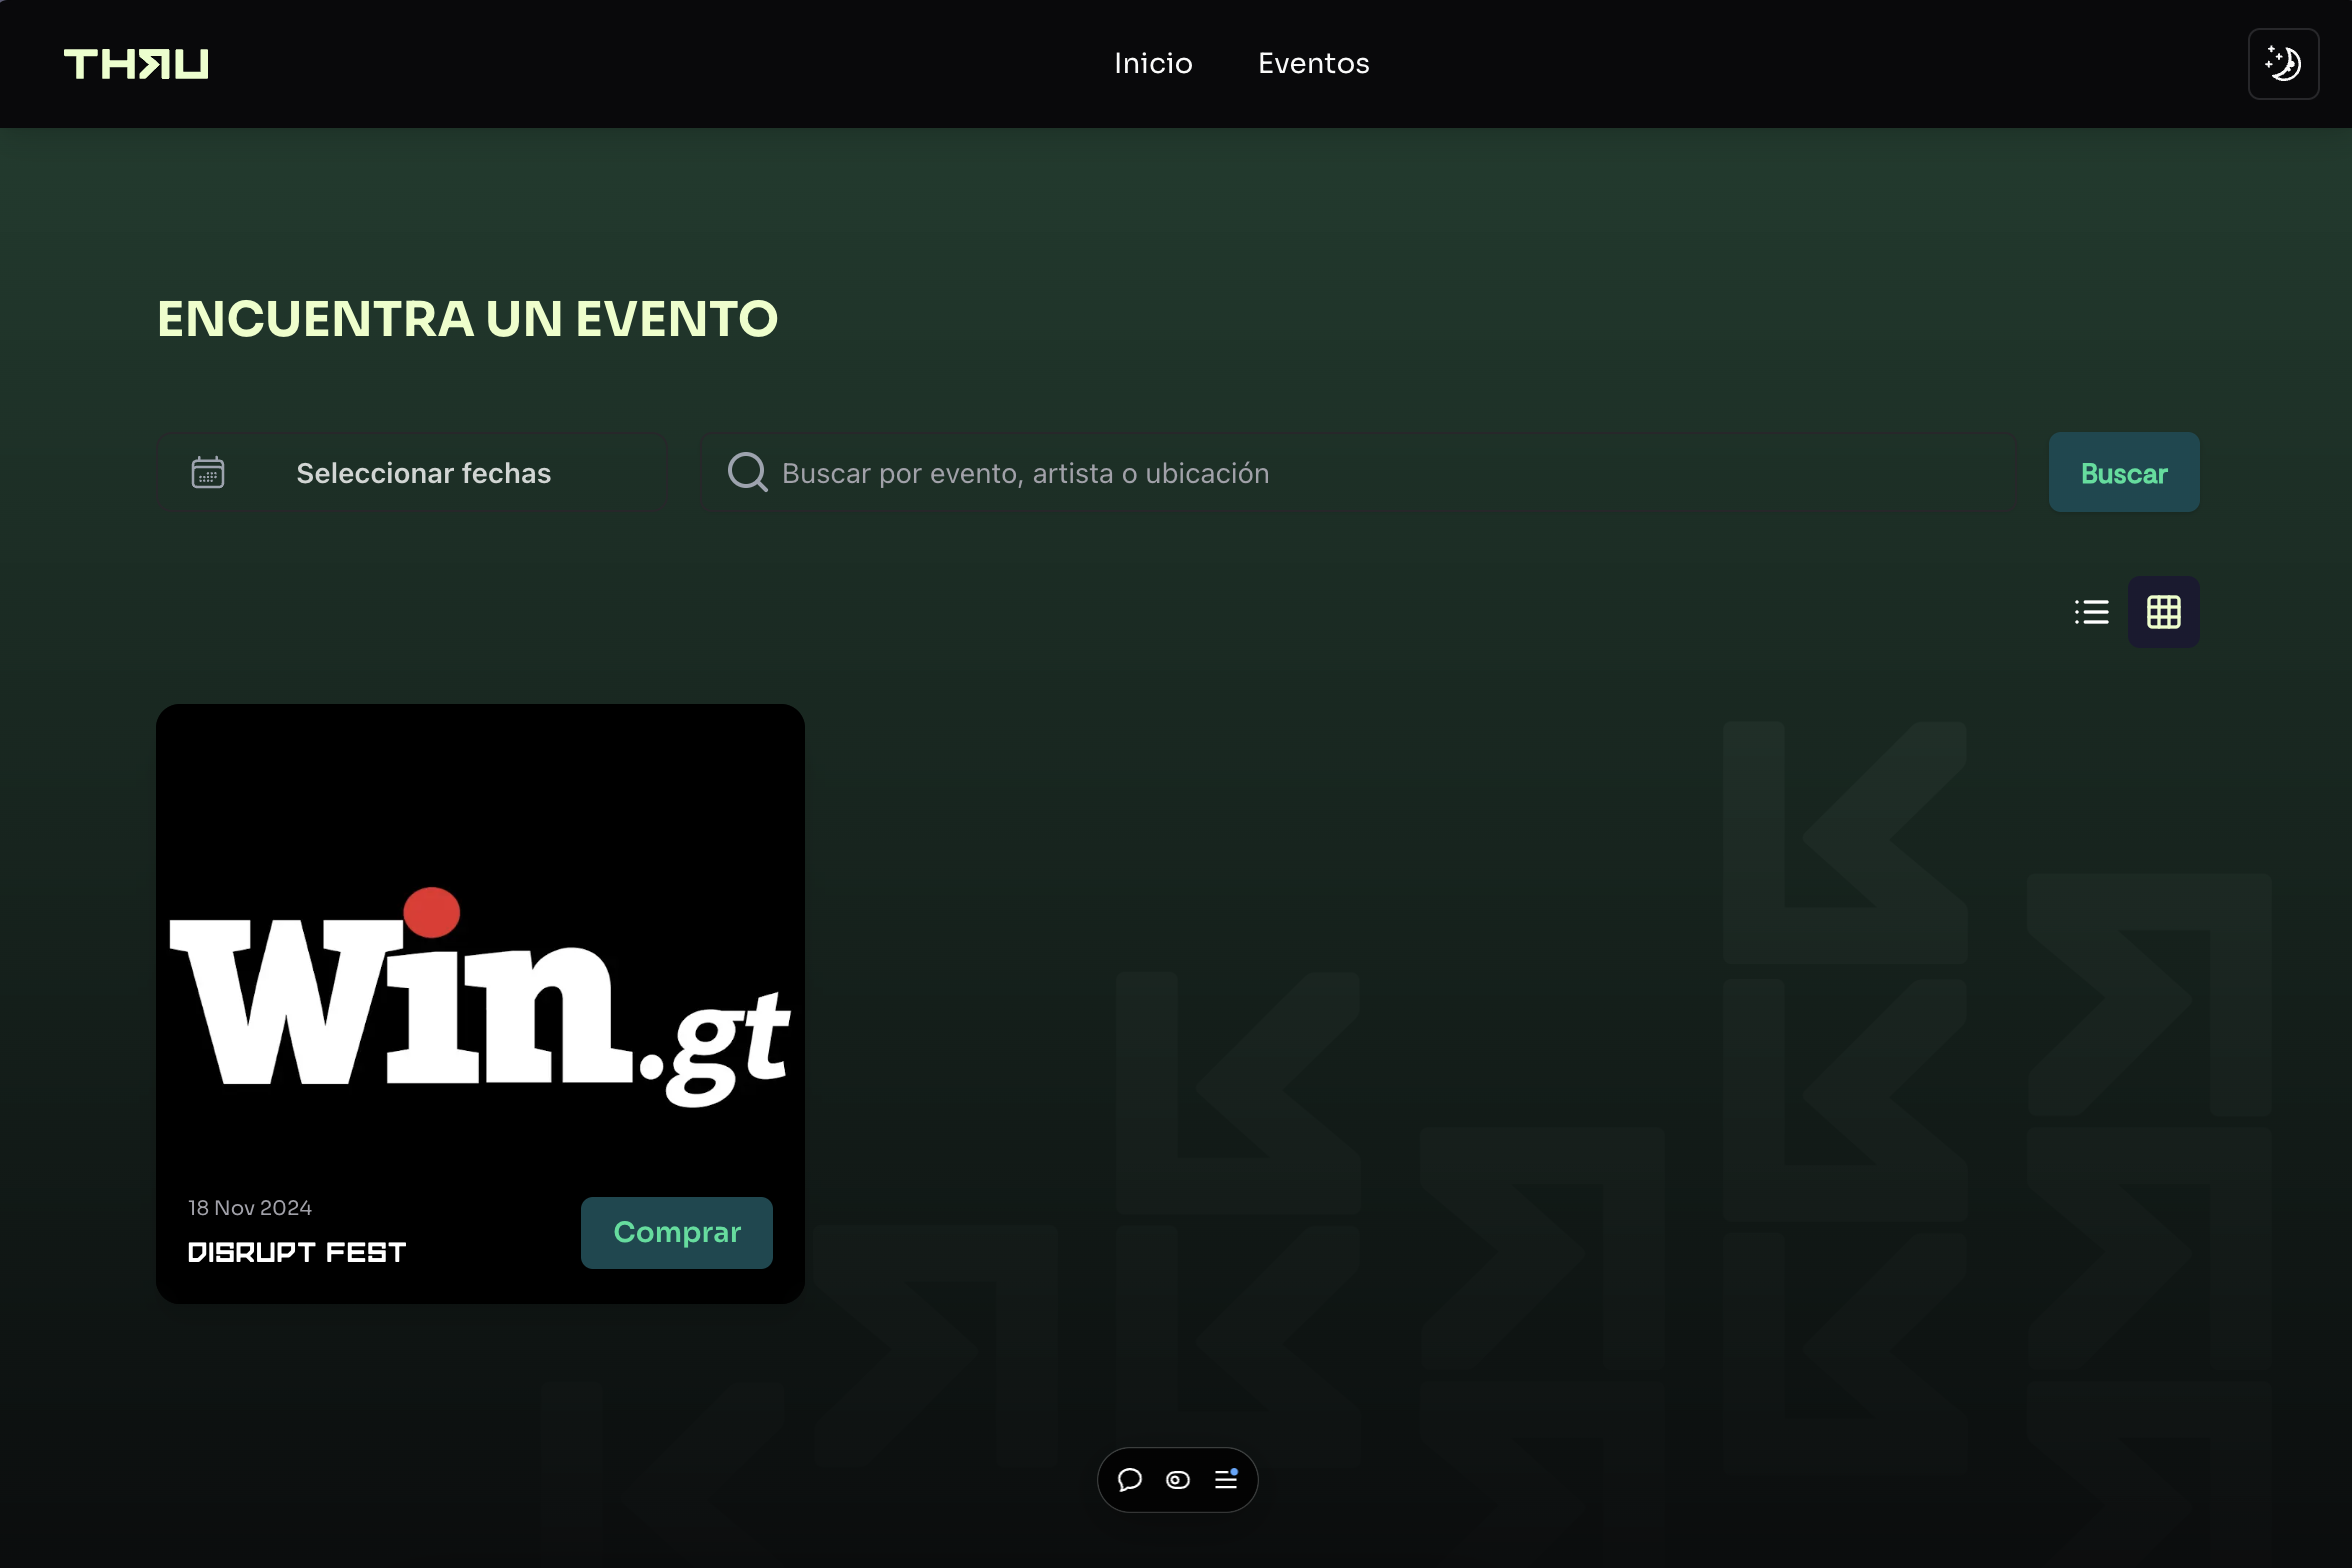 THRU
Inicio
Eventos
ENCUENTRA UN EVENTO
Seleccionar fechas
Buscar por evento, artista o ubicación
Buscar
Win.gt
18 Nov 2024
DISRUPT FEST
Comprar